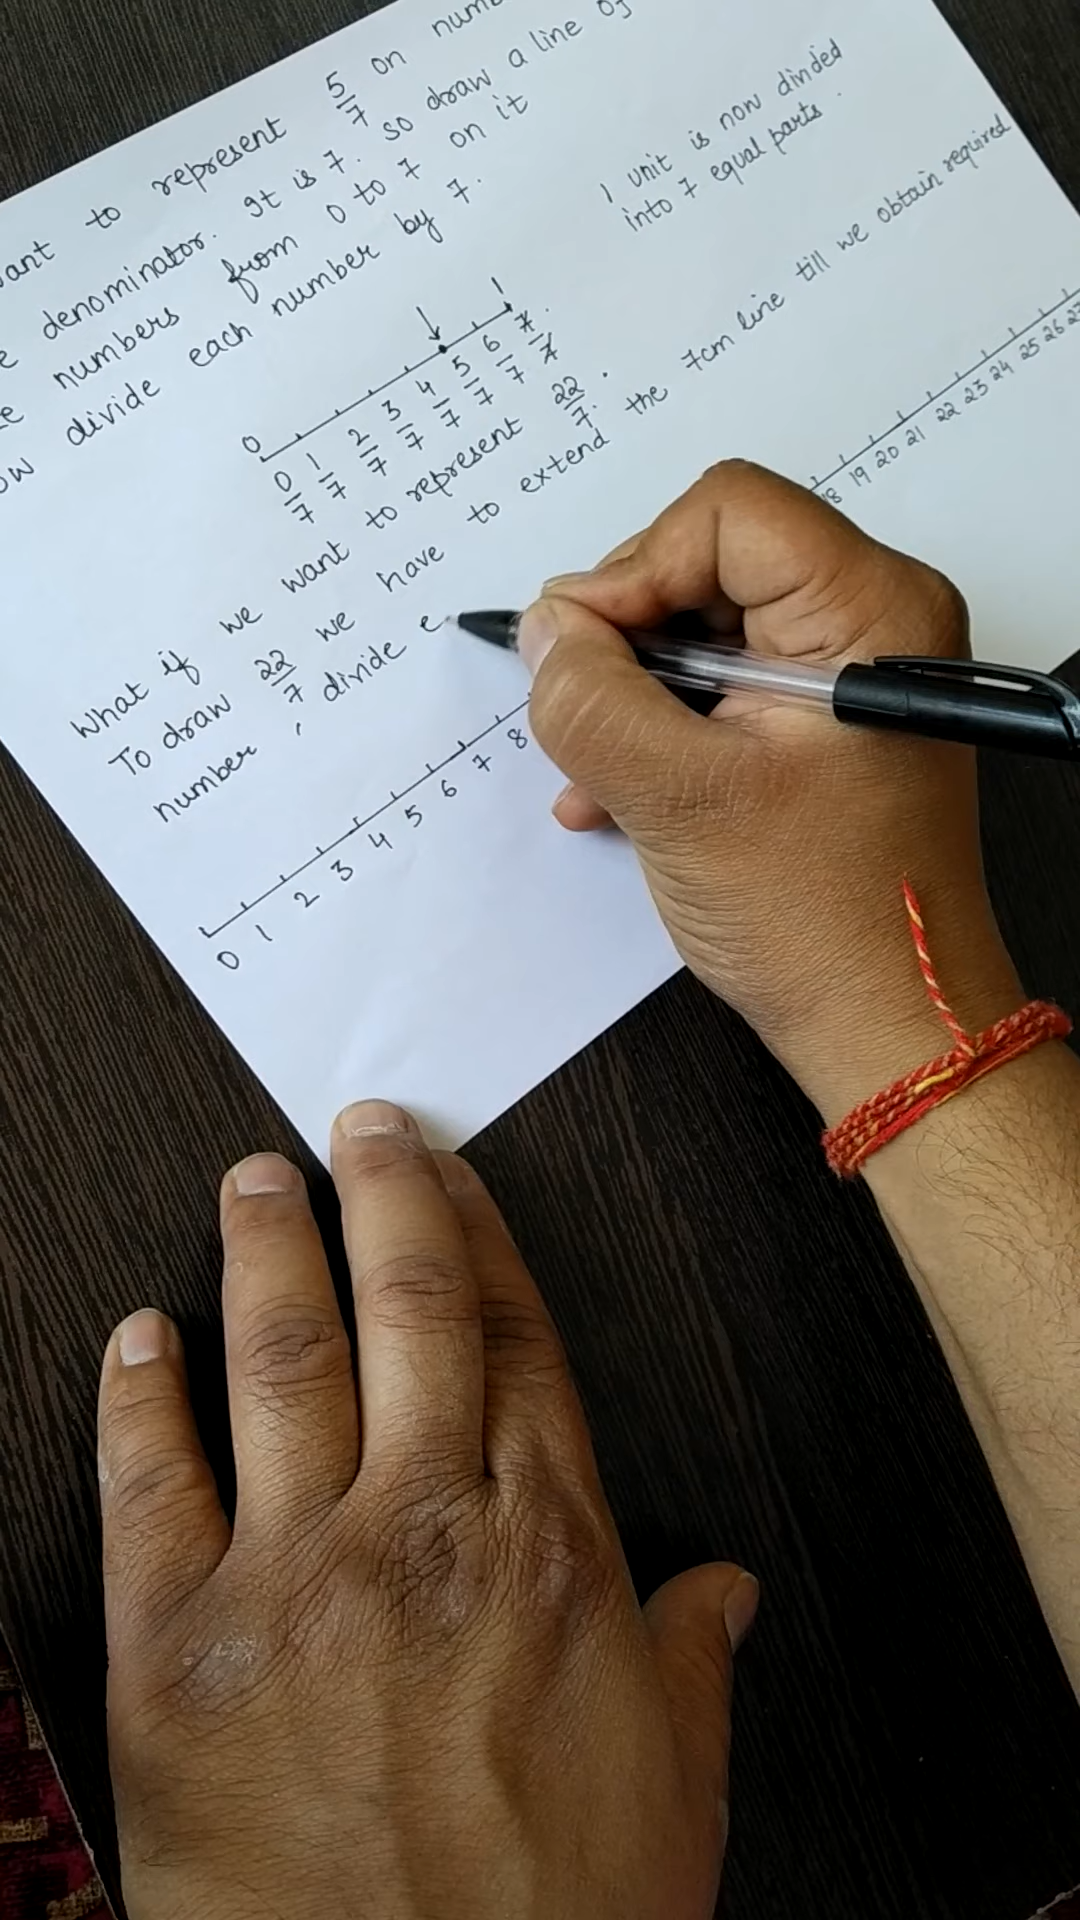 want to represent 5/7 on
denominator. It is 7. so draw a line of
numbers from 0 to 7 on it
divide each number by 7.
1 unit is now divided
into 7 equal parts.
0 1
0/7 1/7 2/7 3/7 4/7 5/7 6/7 7/7.
What if we want to represent 22/7.
To draw 22/7 we have to extend the 7cm line till we obtain required
number, divide e
0 1 2 3 4 5 6 7 8 18 19 20 21 22 23 24 25 26 27